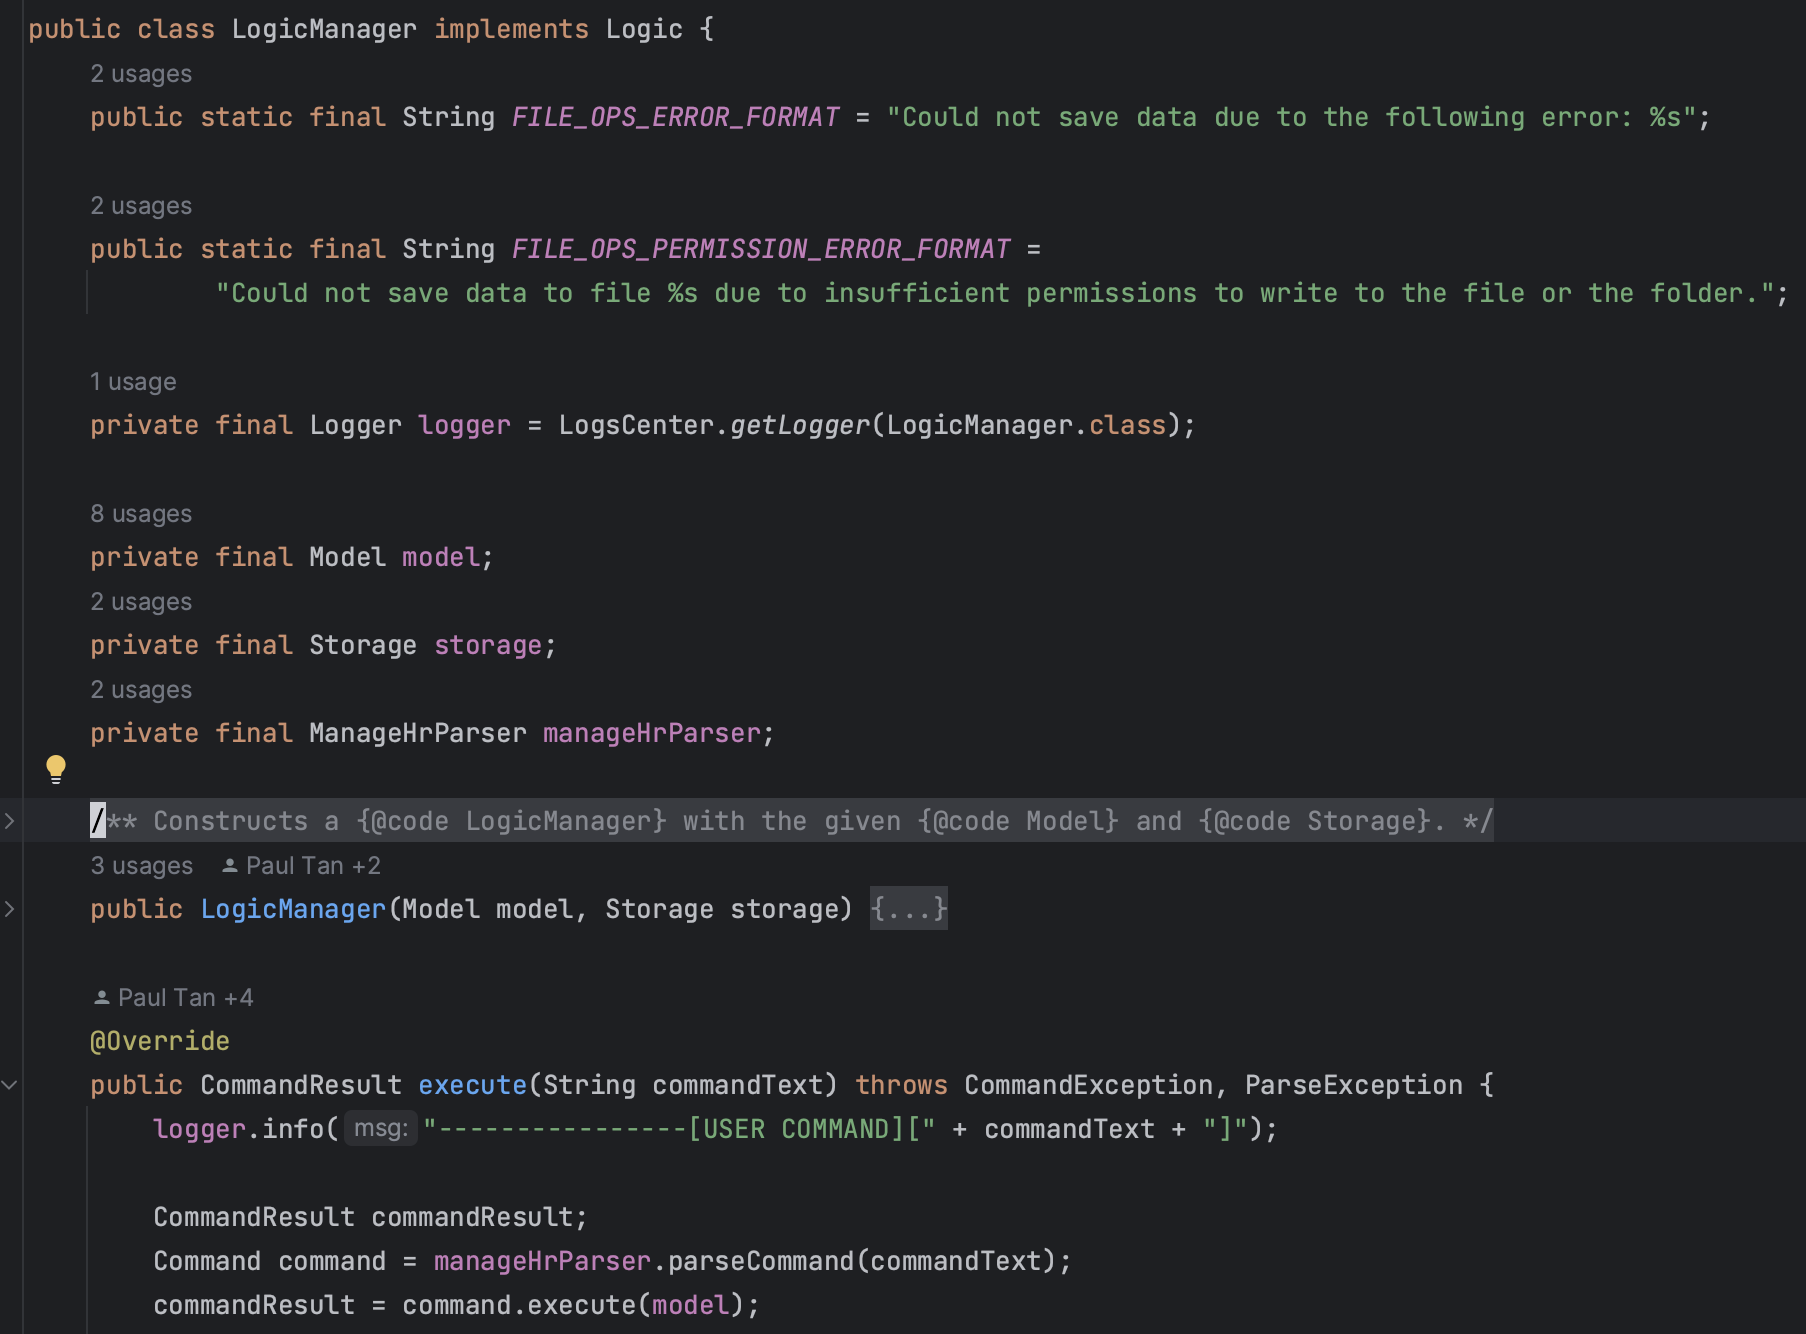 public class LogicManager implements Logic {
2 usages
public static final String FILE_OPS_ERROR_FORMAT = "Could not save data due to the following error: %s";
2 usages
public static final String FILE_OPS_PERMISSION_ERROR_FORMAT =
"Could not save data to file %s due to insufficient permissions to write to the file or the folder.";
1 usage
private final Logger logger = LogsCenter.getLogger(LogicManager.class);
8 usages
private final Model model;
2 usages
private final Storage storage;
2 usages
private final ManageHrParser manageHrParser;
/** Constructs a {@code LogicManager} with the given {@code Model} and {@code Storage}. */
3 usages Paul Tan +2
public LogicManager(Model model, Storage storage) {...}
Paul Tan +4
@Override
public CommandResult execute(String commandText) throws CommandException, ParseException {
logger.info( msg: "----------------[USER COMMAND][" + commandText + "]");
CommandResult commandResult;
Command command = manageHrParser.parseCommand(commandText);
commandResult = command.execute(model);